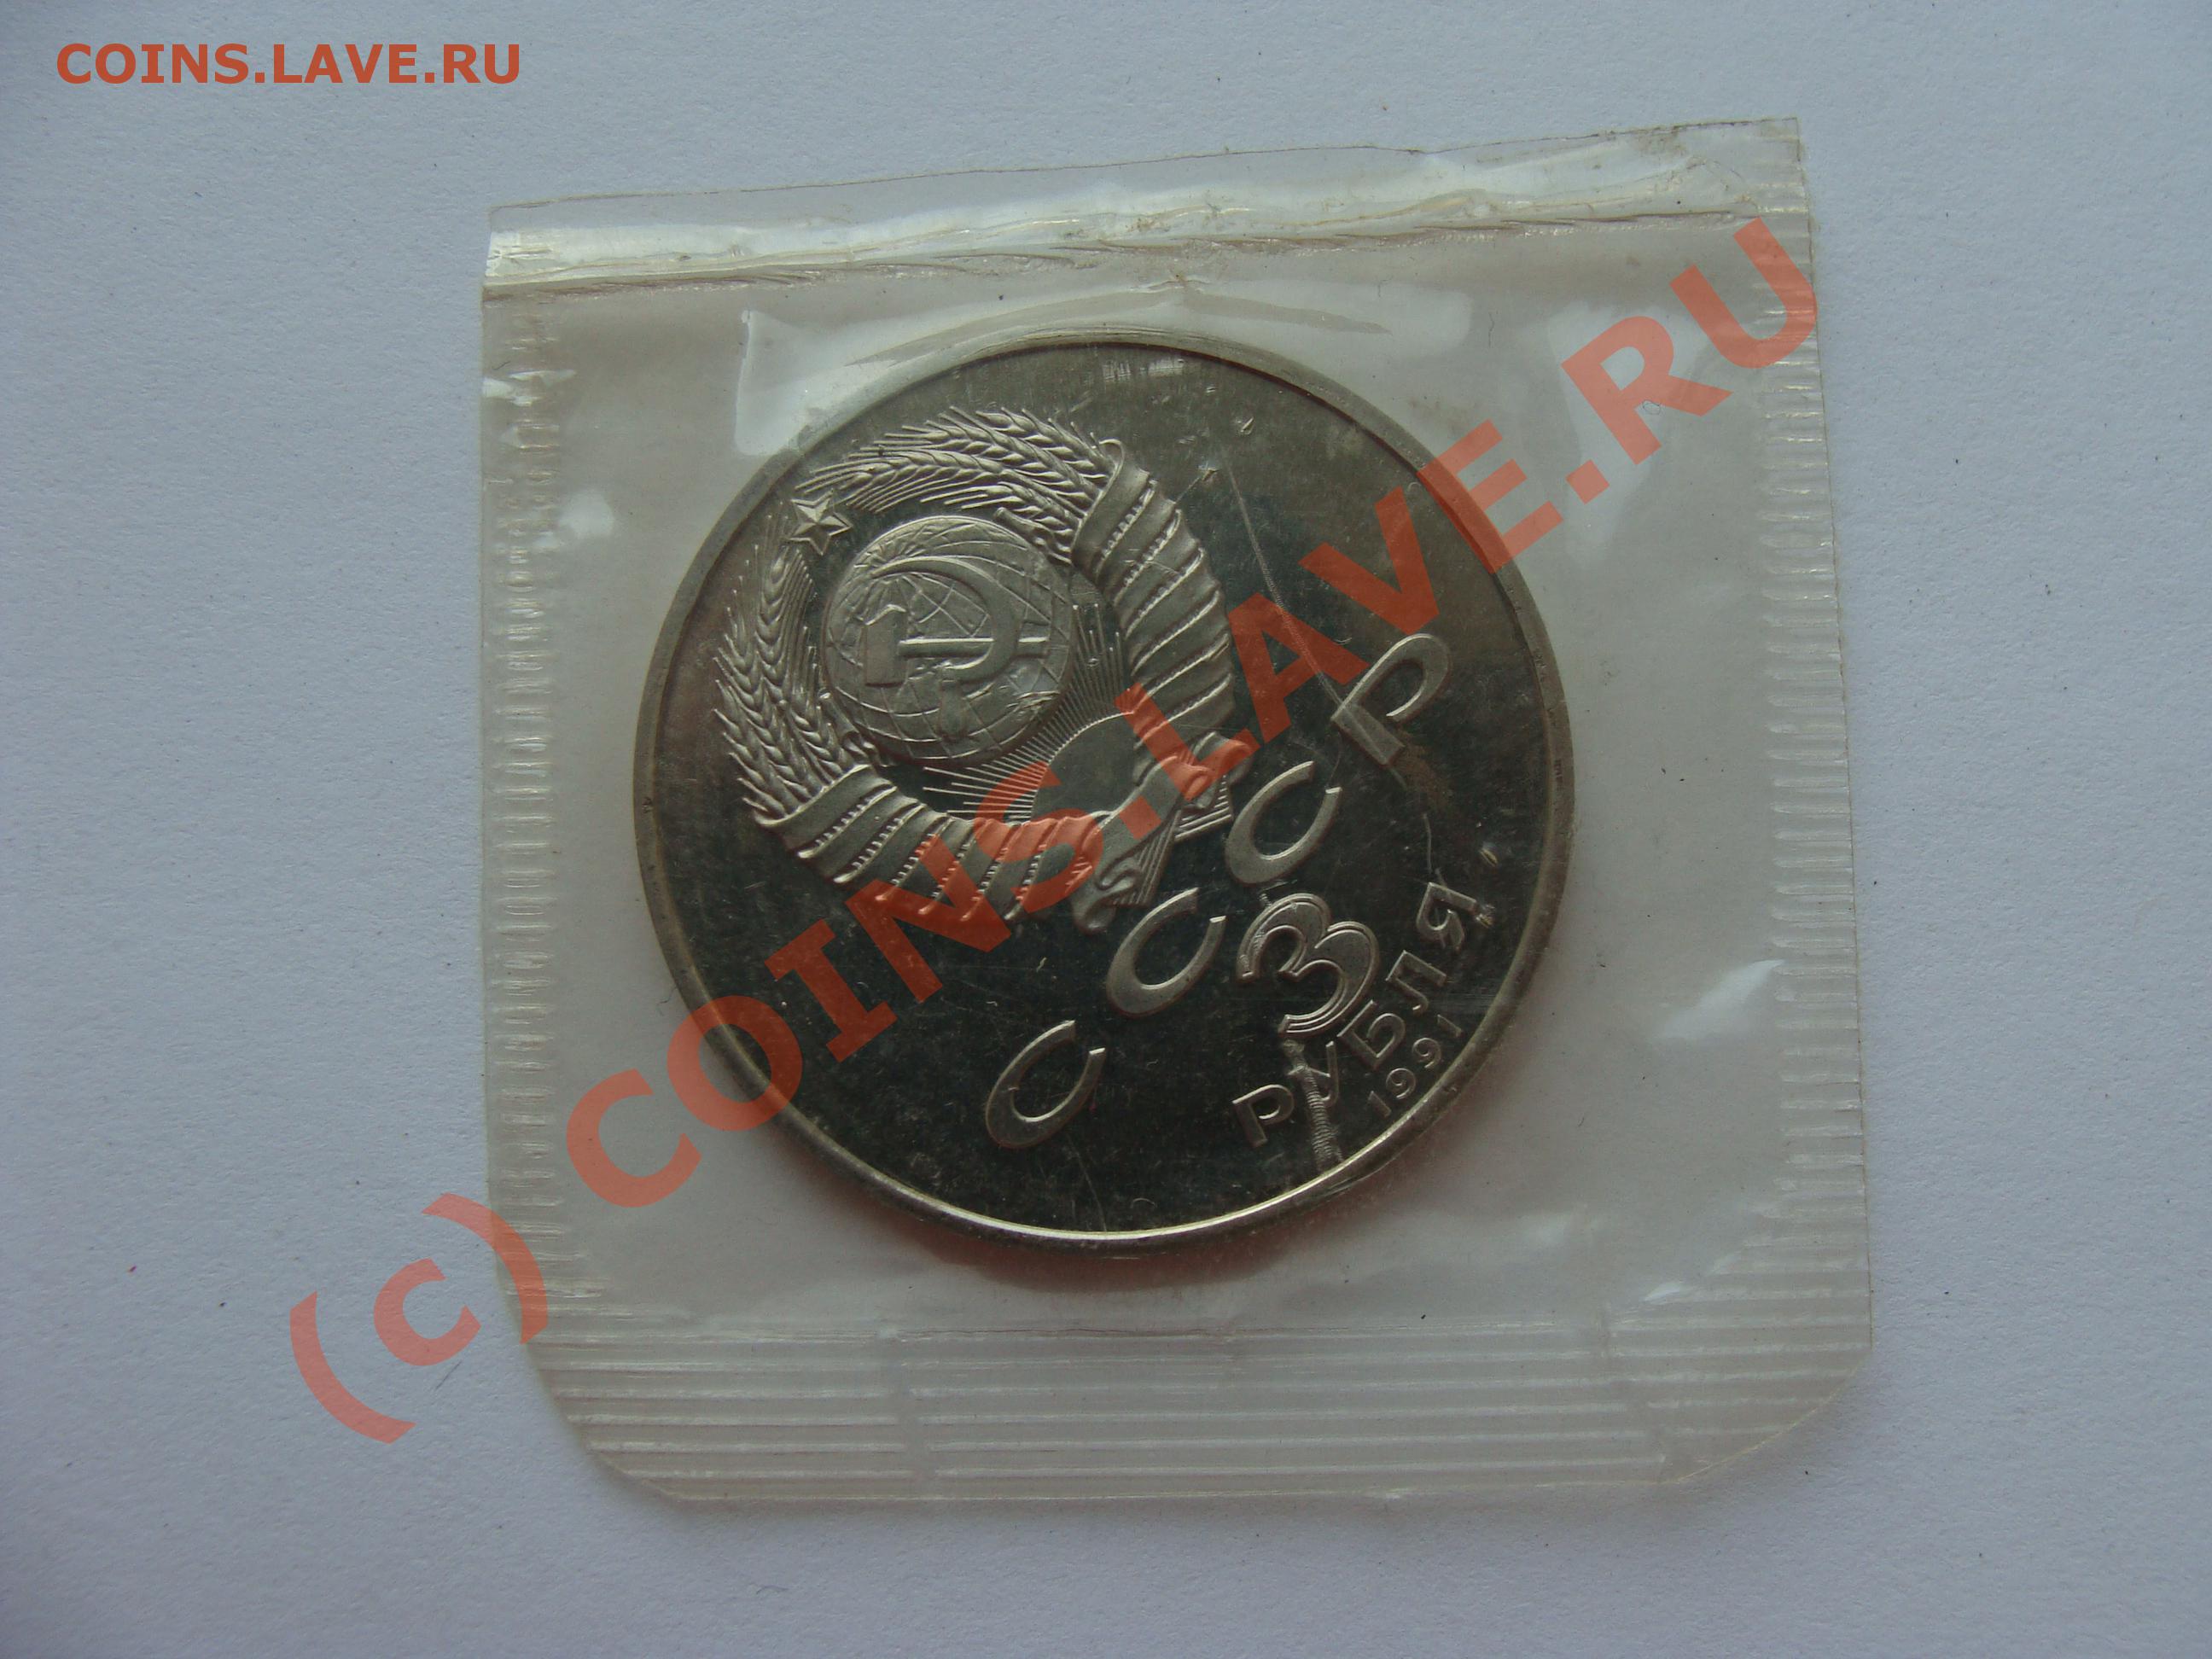 COINS.LAVE.RU
(c) COINS.LAVE.RU
СССР
3
РУБЛЯ
1991